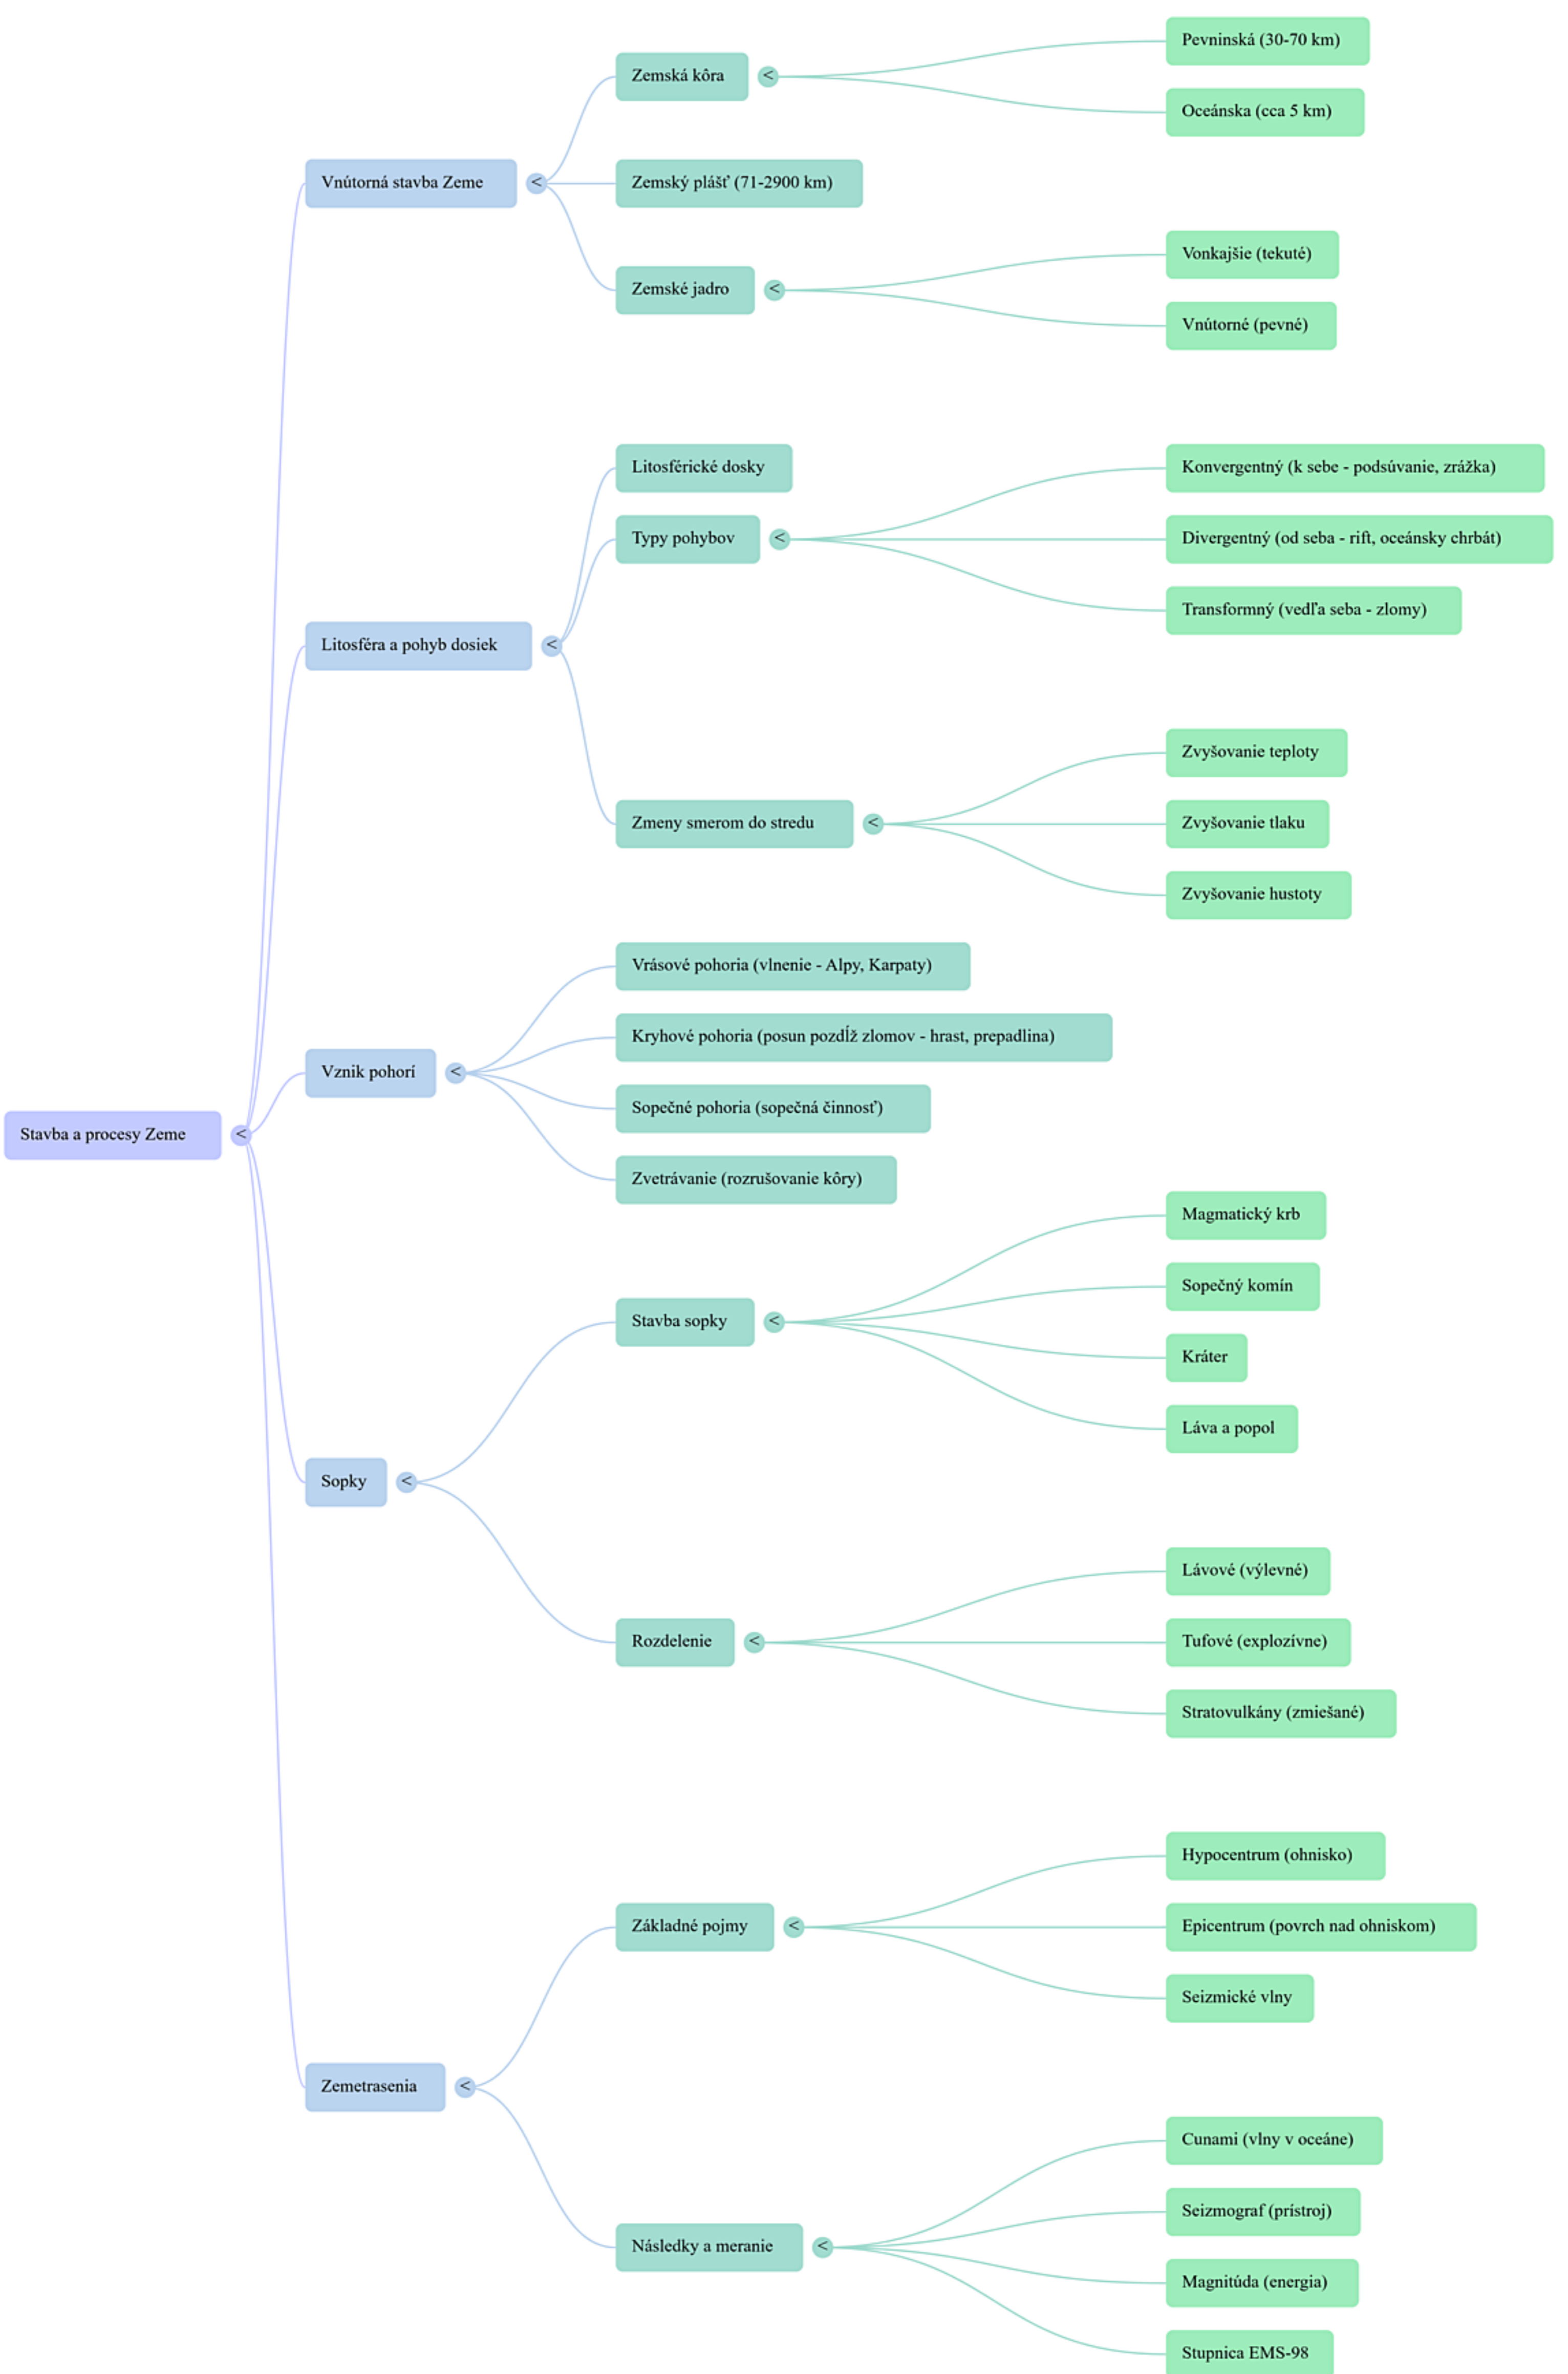 Stavba a procesy Zeme
Vnútorná stavba Zeme
Zemská kôra
Pevninská (30-70 km)
Oceánska (cca 5 km)
Zemský plášť (71-2900 km)
Zemské jadro
Vonkajšie (tekuté)
Vnútorné (pevné)
Litosféra a pohyb dosiek
Litosférické dosky
Typy pohybov
Konvergentný (k sebe - podsúvanie, zrážka)
Divergentný (od seba - rift, oceánsky chrbát)
Transformný (vedľa seba - zlomy)
Zmeny smerom do stredu
Zvyšovanie teploty
Zvyšovanie tlaku
Zvyšovanie hustoty
Vznik pohorí
Vrásové pohoria (vlnenie - Alpy, Karpaty)
Kryhové pohoria (posun pozdĺž zlomov - hrast, prepadlina)
Sopečné pohoria (sopečná činnosť)
Zvetrávanie (rozrušovanie kôry)
Sopky
Stavba sopky
Magmatický krb
Sopečný komín
Kráter
Láva a popol
Rozdelenie
Lávové (výlevné)
Tufové (explozívne)
Stratovulkány (zmiešané)
Zemetrasenia
Základné pojmy
Hypocentrum (ohnisko)
Epicentrum (povrch nad ohniskom)
Seizmické vlny
Následky a meranie
Cunami (vlny v oceáne)
Seizmograf (prístroj)
Magnitúda (energia)
Stupnica EMS-98